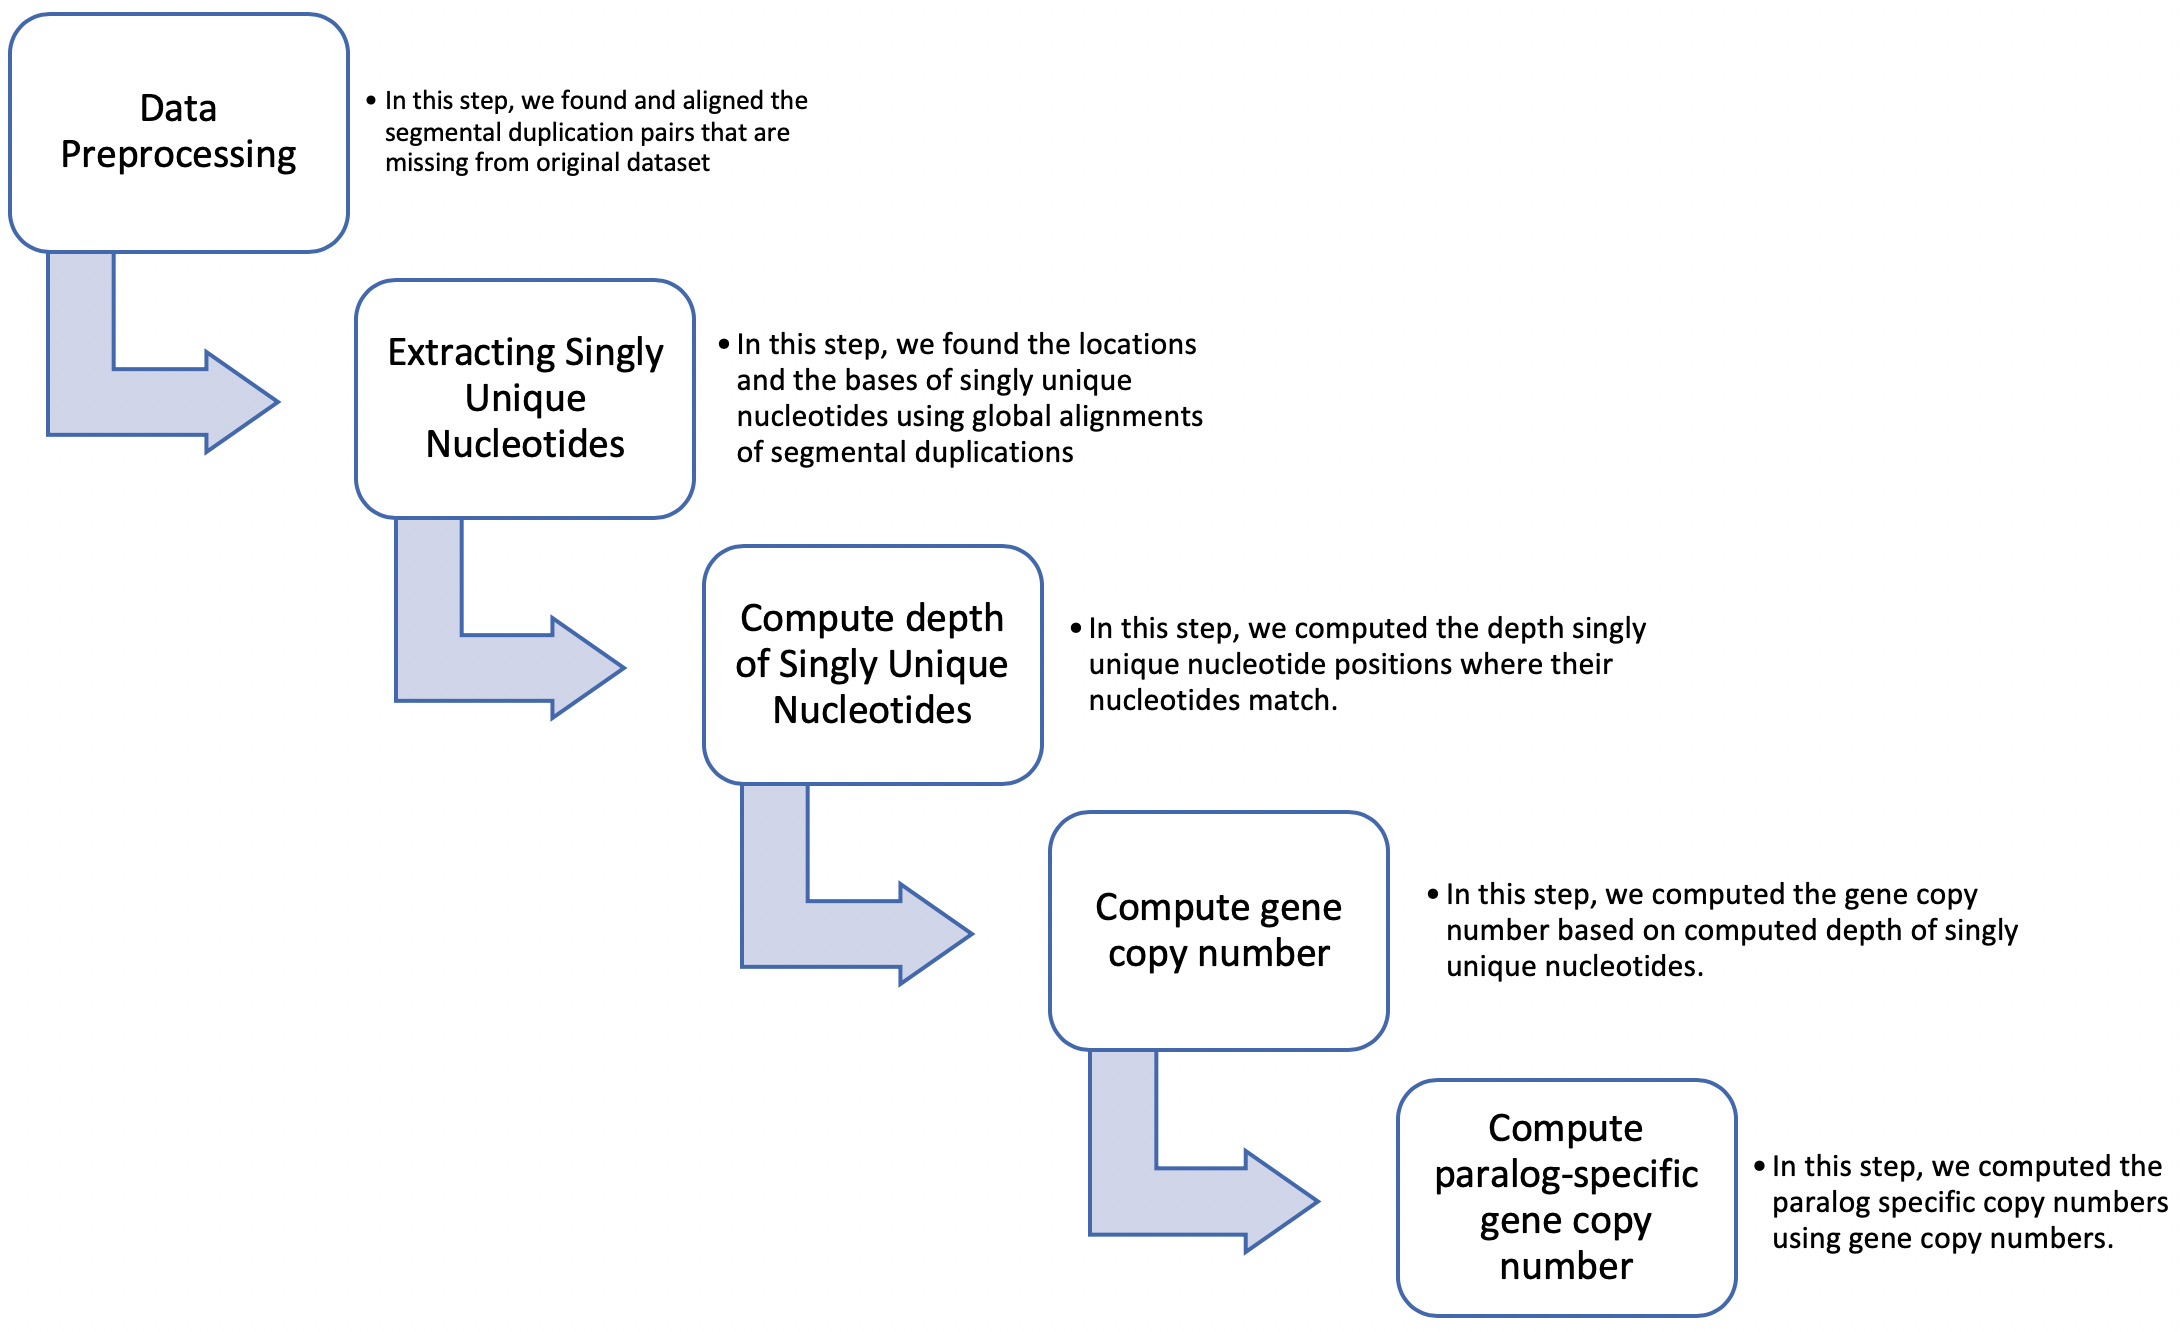 Data
Preprocessing
• In this step, we found and aligned the
segmental duplication pairs that are
missing from original dataset
Extracting Singly
Unique
Nucleotides
• In this step, we found the locations
and the bases of singly unique
nucleotides using global alignments
of segmental duplications
Compute depth
of Singly Unique
Nucleotides
• In this step, we computed the depth singly
unique nucleotide positions where their
nucleotides match.
Compute gene
copy number
• In this step, we computed the gene copy
number based on computed depth of singly
unique nucleotides.
Compute
paralog-specific
gene copy
number
• In this step, we computed the
paralog specific copy numbers
using gene copy numbers.